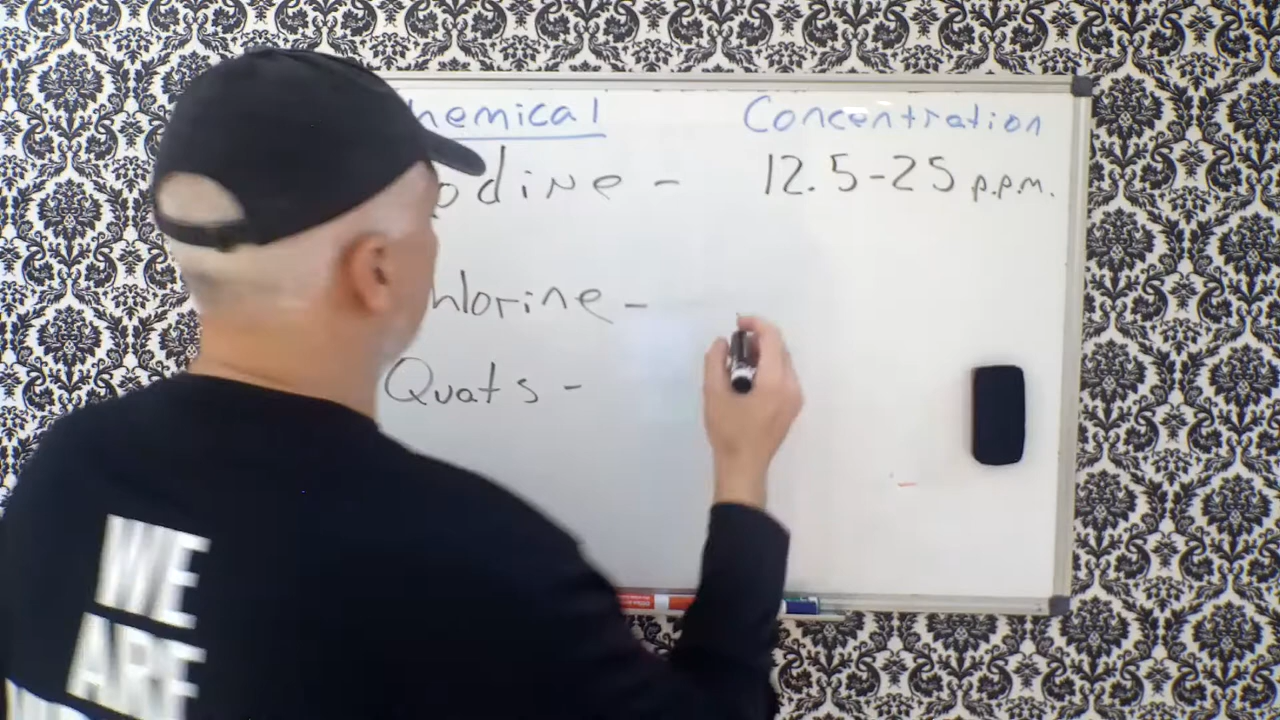 hemical Concentration
odine - 12.5-25 p.p.m.
hlorine -
Quats -
WE
ARE